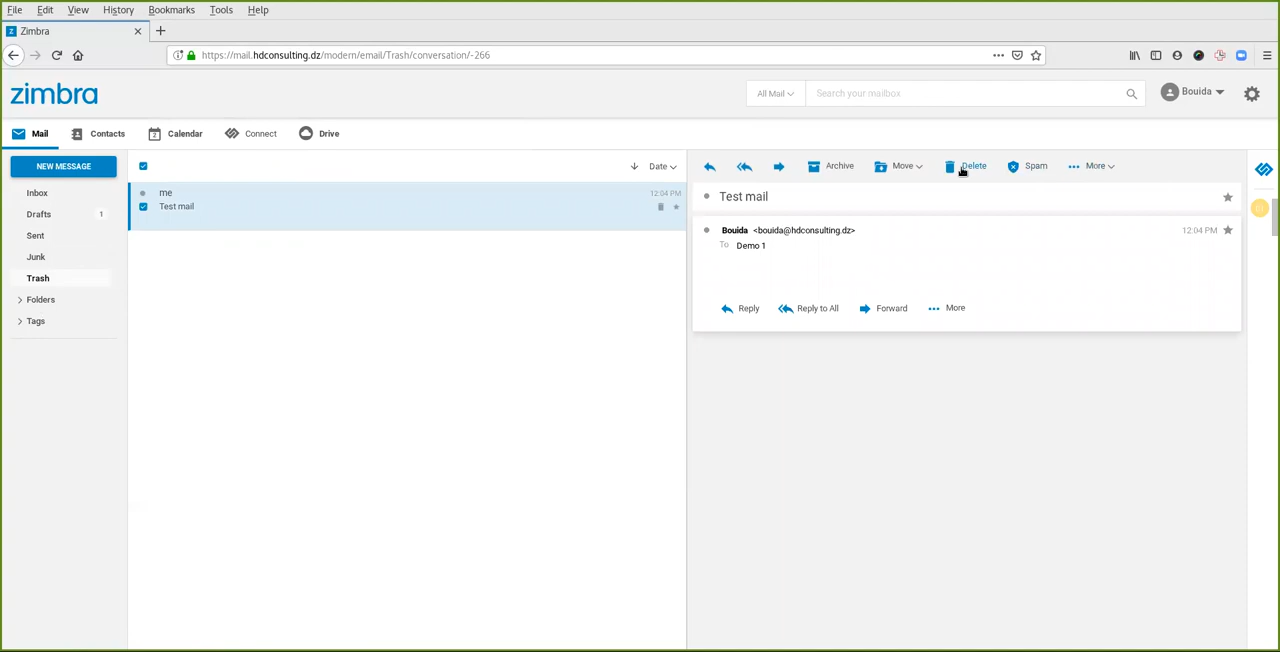 File Edit View History Bookmarks Tools Help
Zimbra
https://mail.hdconsulting.dz/modern/email/Trash/conversation/-266
zimbra
All Mail
Search your mailbox
Bouida
Mail Contacts Calendar Connect Drive
NEW MESSAGE
Inbox
Drafts 1
Sent
Junk
Trash
Folders
Tags
Date
me 12:04 PM
Test mail
Archive Move Delete Spam More
Test mail
Bouida <bouida@hdconsulting.dz> 12:04 PM
To Demo 1
Reply Reply to All Forward More